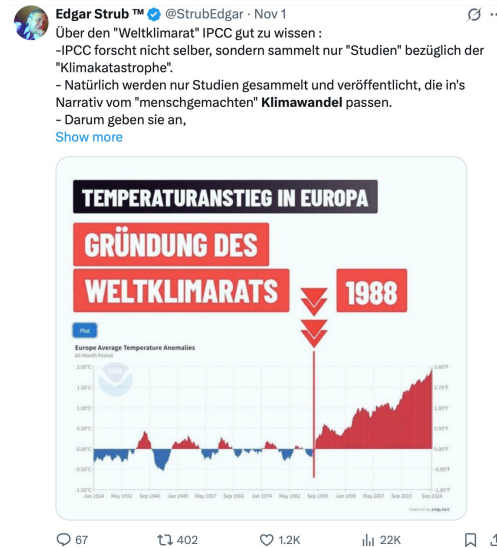 Edgar Strub ™ @StrubEdgar · Nov 1
Über den "Weltklimarat" IPCC gut zu wissen :
-IPCC forscht nicht selber, sondern sammelt nur "Studien" bezüglich der
"Klimakatastrophe".
- Natürlich werden nur Studien gesammelt und veröffentlicht, die in's
Narrativ vom "menschgemachten" Klimawandel passen.
- Darum geben sie an,
Show more
TEMPERATURANSTIEG IN EUROPA
GRÜNDUNG DES
WELTKLIMARATS
1988
Plot
Europe Average Temperature Anomalies
60-Month Period
2.00°C
3.60°F
1.50°C
2.70°F
1.00°C
1.80°F
0.50°C
0.90°F
0.00°C
0.00°F
-0.50°C
-0.90°F
-1.00°C
-1.80°F
Jan 1924 May 1932 Sep 1940 Jan 1949 May 1957 Sep 1965 Jan 1974 May 1982 Sep 1990 Jan 1999 May 2007 Sep 2015 Sep 2024
Powered by ZingChart
67 402 1.2K 22K